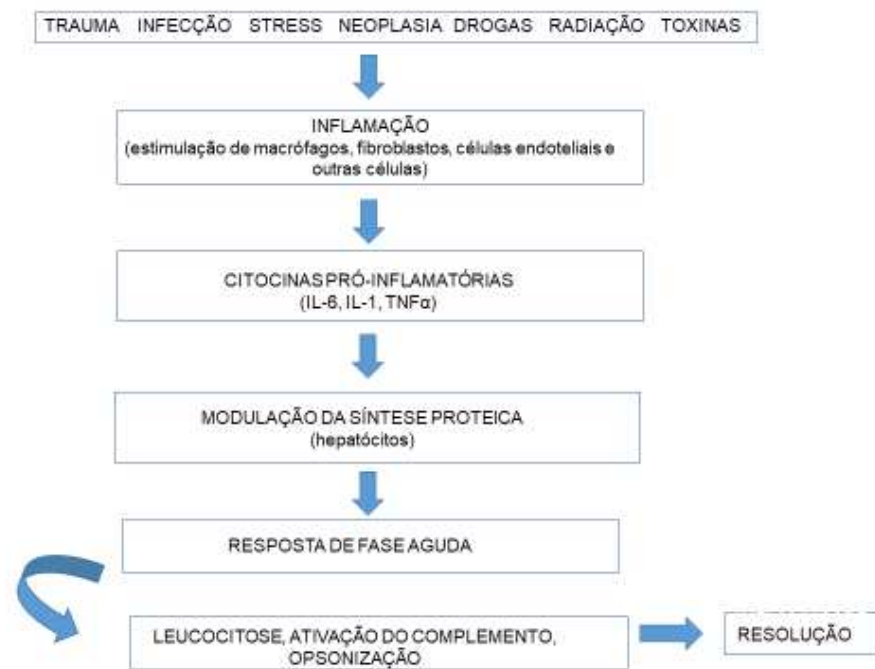 TRAUMA INFECÇÃO STRESS NEOPLASIA DROGAS RADIAÇÃO TOXINAS
INFLAMAÇÃO
(estimulação de macrófagos, fibroblastos, células endoteliais e
outras células)
CITOCINAS PRÓ-INFLAMATÓRIAS
(IL-6, IL-1, TNFα)
MODULAÇÃO DA SÍNTESE PROTEICA
(hepatócitos)
RESPOSTA DE FASE AGUDA
LEUCOCITOSE, ATIVAÇÃO DO COMPLEMENTO,
OPSONIZAÇÃO
RESOLUÇÃO